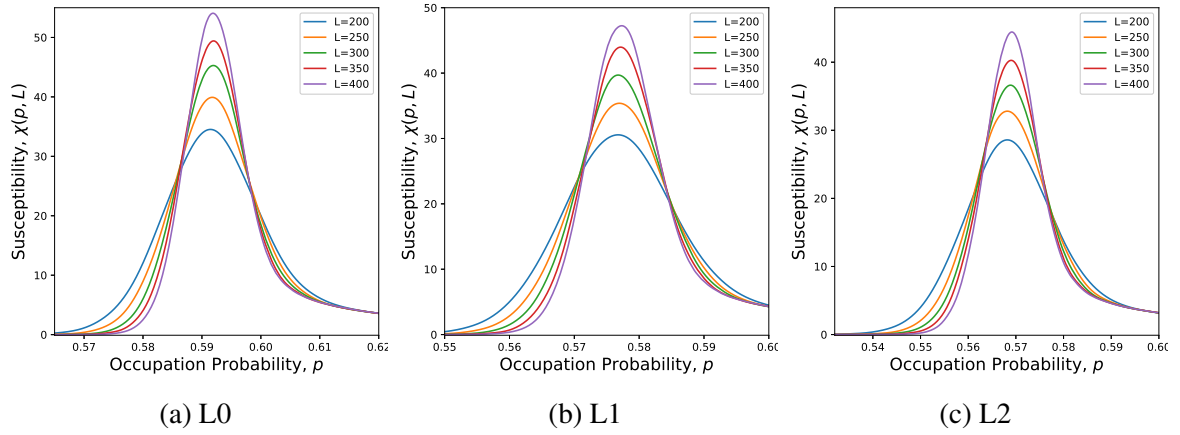 50
40
30
20
10
0
Susceptibility, χ(p, L)
L=200
L=250
L=300
L=350
L=400
0.57
0.58
0.59
0.60
0.61
0.62
Occupation Probability, p
(a) L0
50
40
30
20
10
0
Susceptibility, χ(p, L)
L=200
L=250
L=300
L=350
L=400
0.55
0.56
0.57
0.58
0.59
0.60
Occupation Probability, p
(b) L1
40
30
20
10
0
Susceptibility, χ(p, L)
L=200
L=250
L=300
L=350
L=400
0.54
0.55
0.56
0.57
0.58
0.59
0.60
Occupation Probability, p
(c) L2